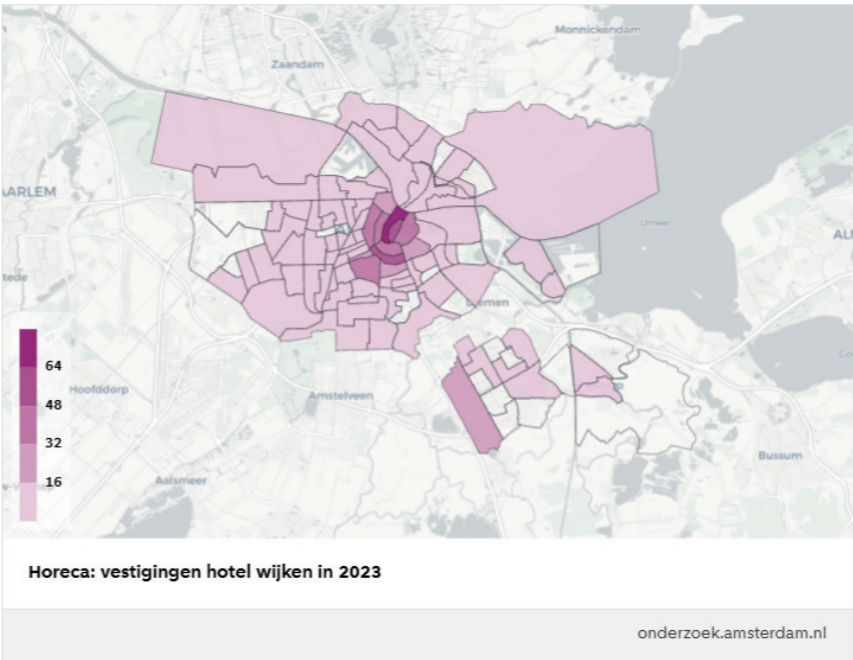 Monnickendam
Zaandam
AARLEM
IJmeer
Hoofddorp
Amstelveen
Aalsmeer
Bussum
64
48
32
16
Horeca: vestigingen hotel wijken in 2023
onderzoek.amsterdam.nl